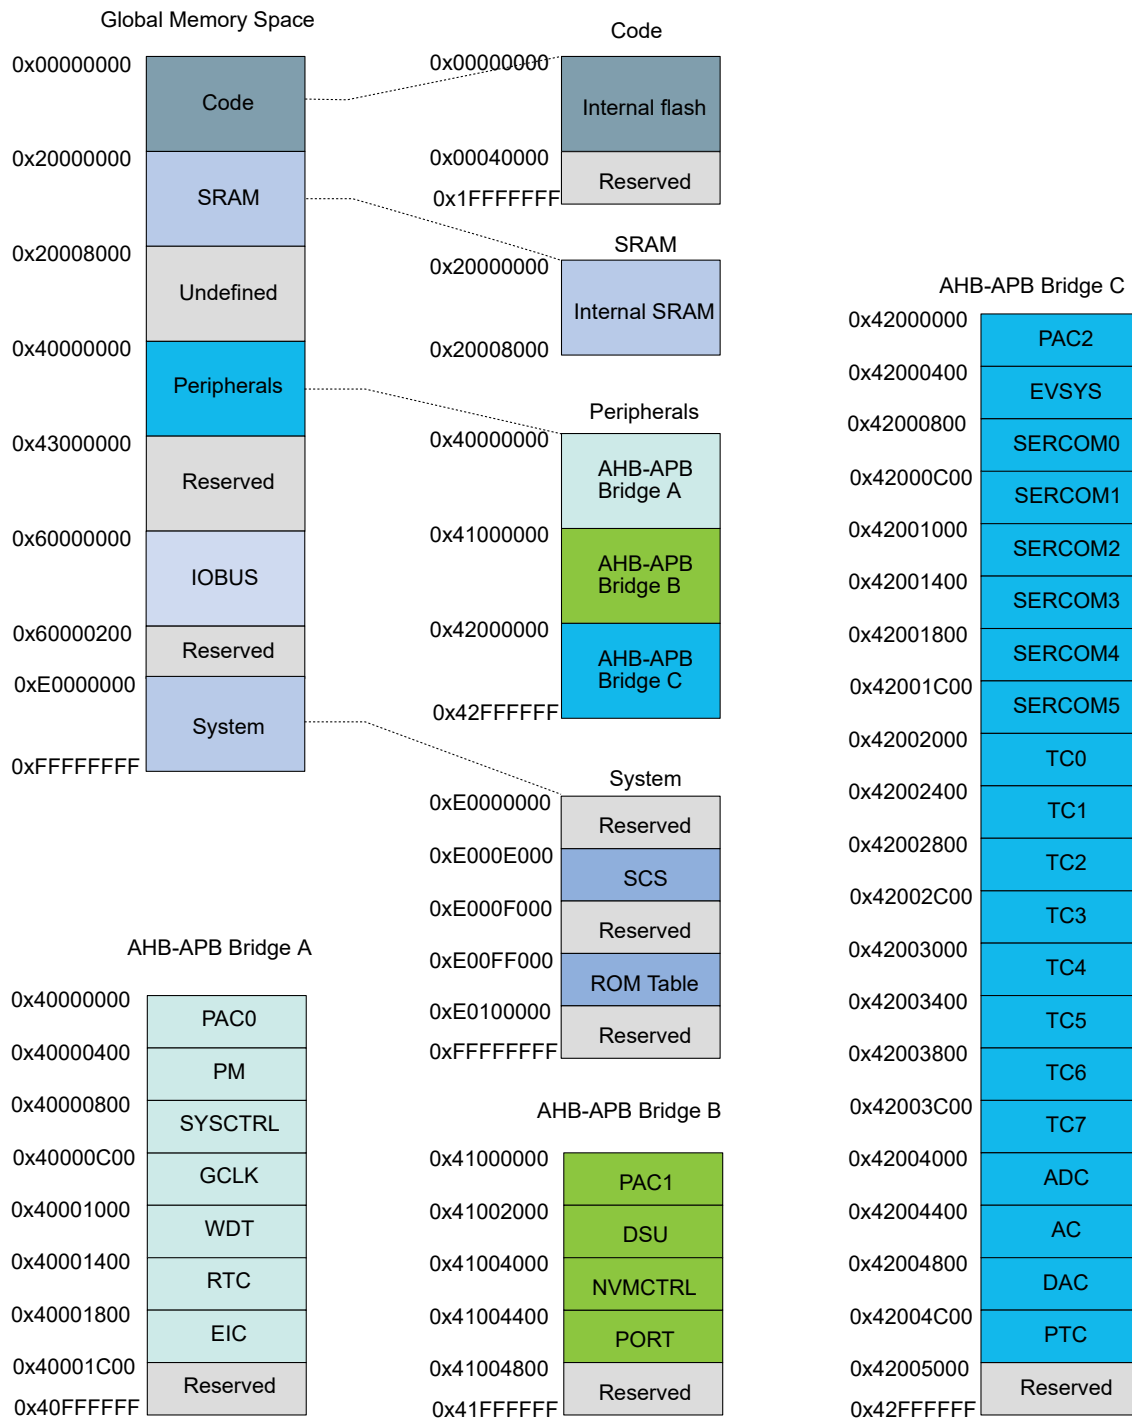 Global Memory Space
0x00000000
Code
0x20000000
SRAM
0x20008000
Undefined
0x40000000
Peripherals
0x43000000
Reserved
0x60000000
IOBUS
0x60000200
Reserved
0xE0000000
System
0xFFFFFFFF
Code
0x00000000
Internal flash
0x00040000
Reserved
0x1FFFFFFF
SRAM
0x20000000
Internal SRAM
0x20008000
Peripherals
0x40000000
AHB-APB
Bridge A
0x41000000
AHB-APB
Bridge B
0x42000000
AHB-APB
Bridge C
0x42FFFFFF
System
0xE0000000
Reserved
0xE000E000
SCS
0xE000F000
Reserved
0xE00FF000
ROM Table
0xE0100000
Reserved
0xFFFFFFFF
AHB-APB Bridge A
0x40000000
PAC0
0x40000400
PM
0x40000800
SYSCTRL
0x40000C00
GCLK
0x40001000
WDT
0x40001400
RTC
0x40001800
EIC
0x40001C00
Reserved
0x40FFFFFF
AHB-APB Bridge B
0x41000000
PAC1
0x41002000
DSU
0x41004000
NVMCTRL
0x41004400
PORT
0x41004800
Reserved
0x41FFFFFF
AHB-APB Bridge C
0x42000000
PAC2
0x42000400
EVSYS
0x42000800
SERCOM0
0x42000C00
SERCOM1
0x42001000
SERCOM2
0x42001400
SERCOM3
0x42001800
SERCOM4
0x42001C00
SERCOM5
0x42002000
TC0
0x42002400
TC1
0x42002800
TC2
0x42002C00
TC3
0x42003000
TC4
0x42003400
TC5
0x42003800
TC6
0x42003C00
TC7
0x42004000
ADC
0x42004400
AC
0x42004800
DAC
0x42004C00
PTC
0x42005000
Reserved
0x42FFFFFF